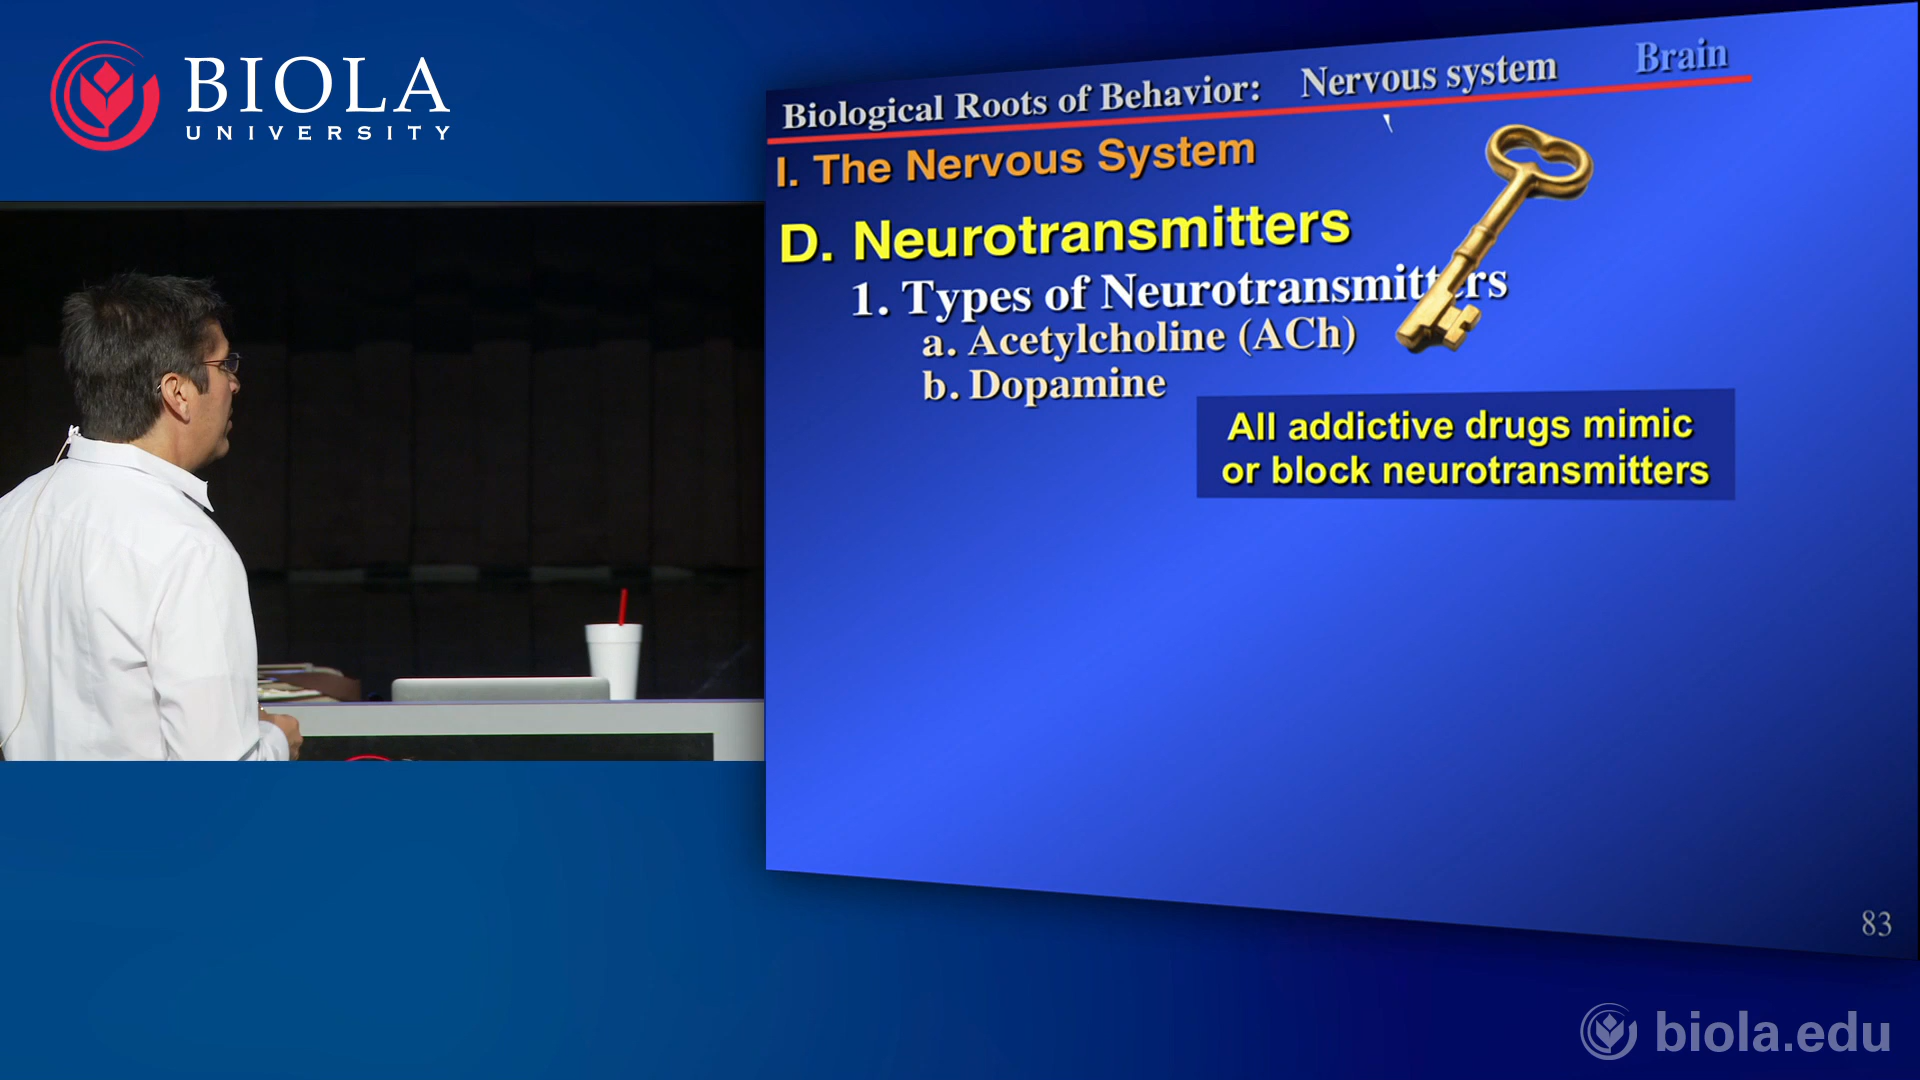 BIOLA
UNIVERSITY
Biological Roots of Behavior: Nervous system Brain
I. The Nervous System
D. Neurotransmitters
1. Types of Neurotransmitters
a. Acetylcholine (ACh)
b. Dopamine
All addictive drugs mimic
or block neurotransmitters
83
biola.edu